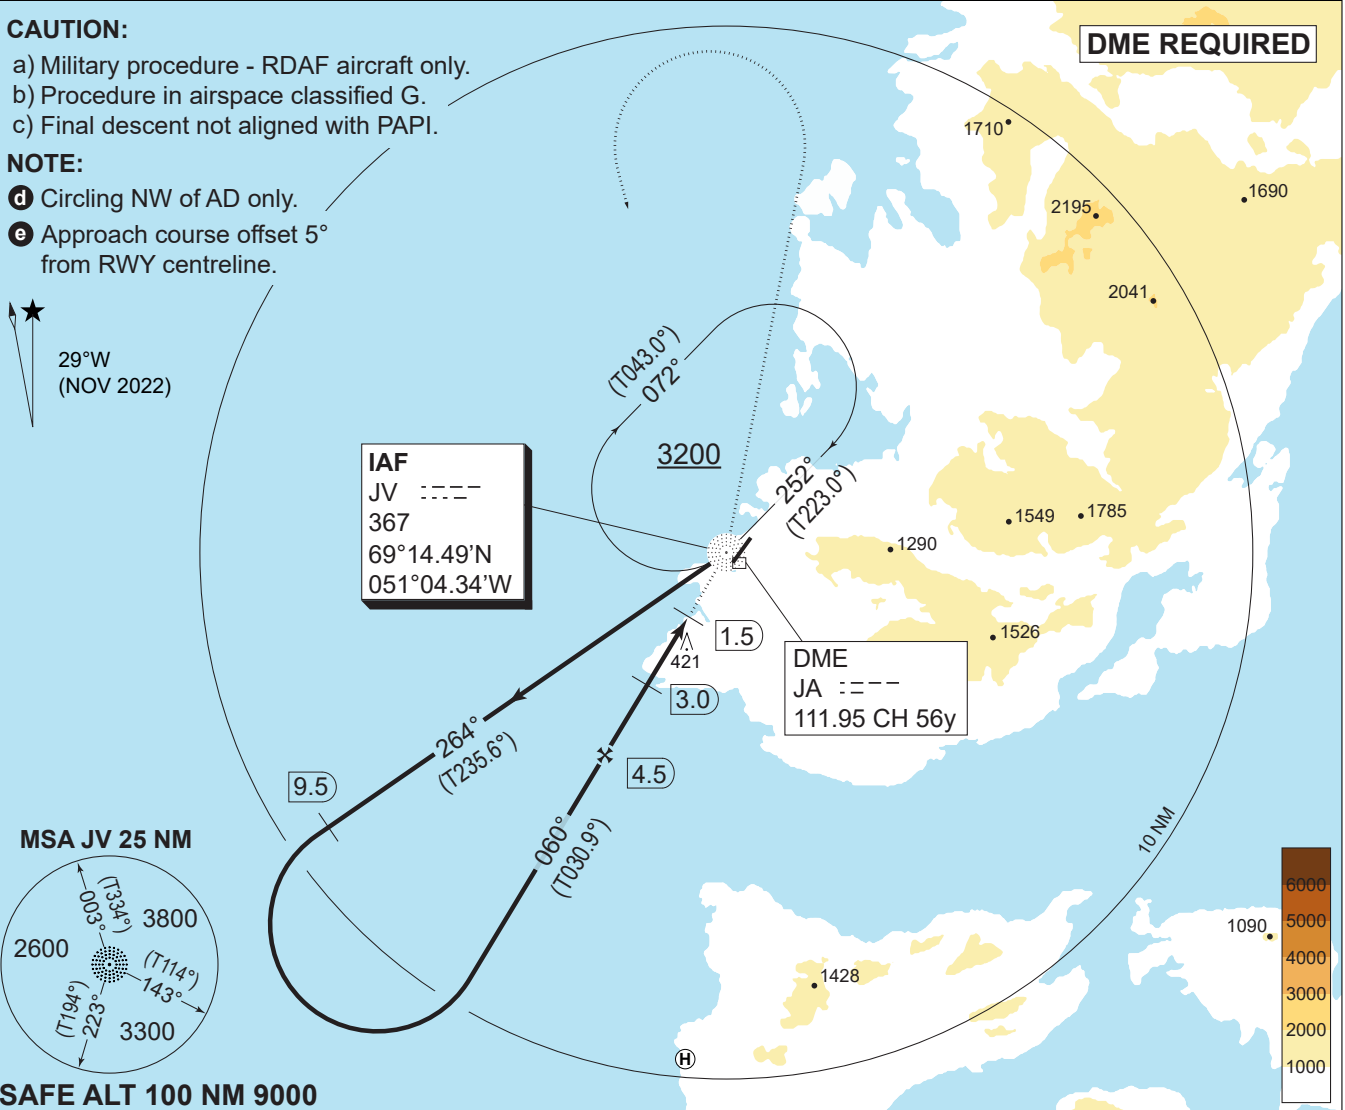 CAUTION:
a) Military procedure - RDAF aircraft only.
b) Procedure in airspace classified G.
c) Final descent not aligned with PAPI.
NOTE:
d Circling NW of AD only.
e Approach course offset 5°
from RWY centreline.
29°W
(NOV 2022)
DME REQUIRED
1710
1690
2195
2041
(T043.0°)
072°
3200
252°
(T223.0°)
IAF
JV
367
69°14.49'N
051°04.34'W
1549
1785
1290
1526
1.5
421
3.0
DME
JA
111.95 CH 56y
264°
(T235.6°)
4.5
9.5
060°
(T030.9°)
10 NM
MSA JV 25 NM
(T334°)
003°
3800
2600
(T114°)
143°
(T194°)
223°
3300
SAFE ALT 100 NM 9000
1428
H
1090
6000
5000
4000
3000
2000
1000